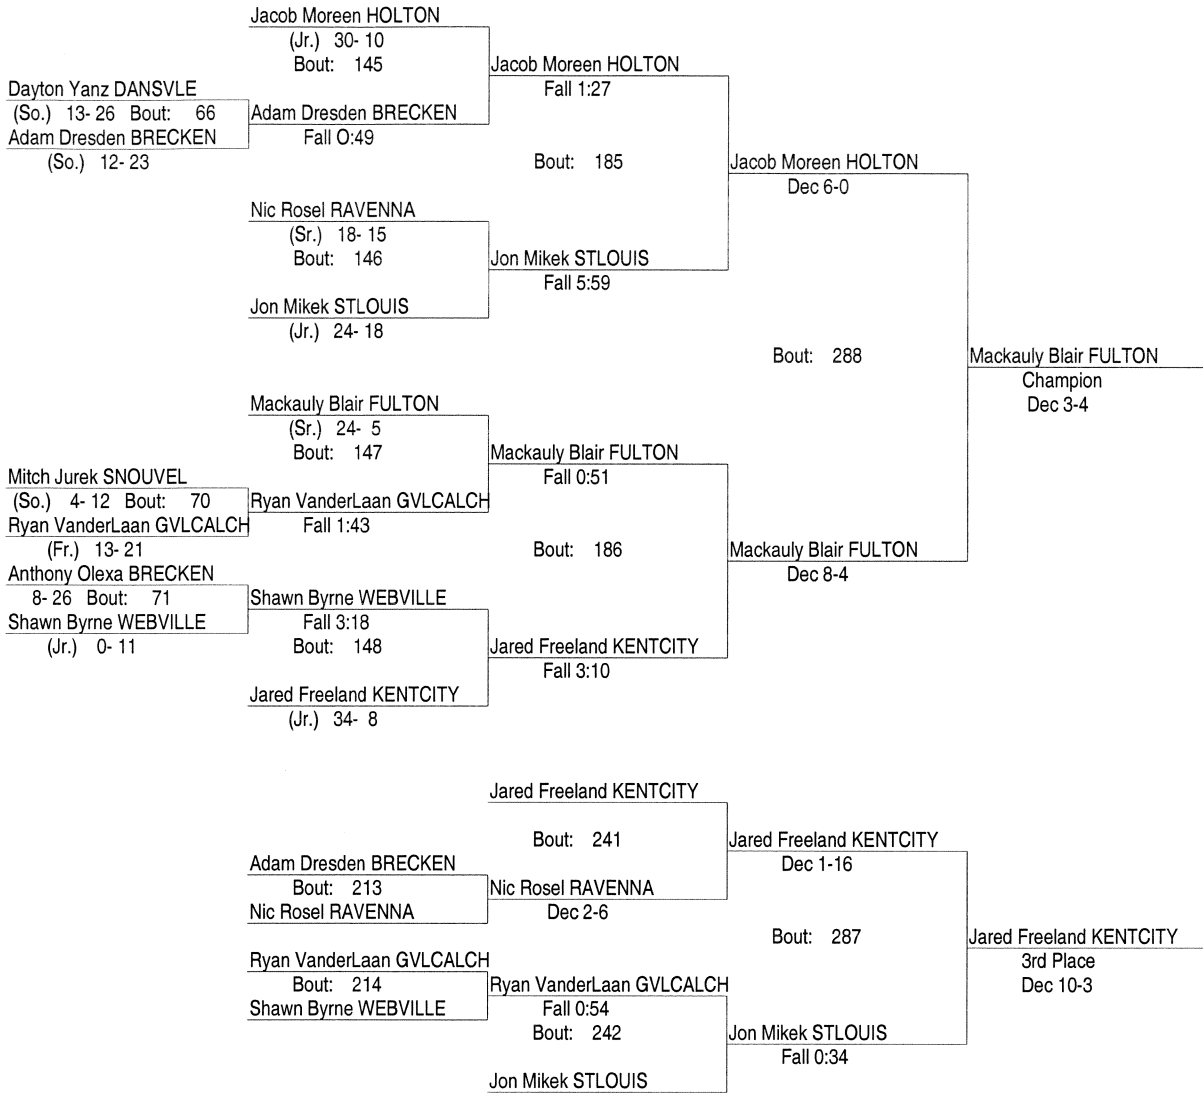 Jacob Moreen HOLTON
(Jr.) 30- 10
Bout: 145
Jacob Moreen HOLTON
Fall 1:27
Dayton Yanz DANSVLE
(So.) 13- 26 Bout: 66
Adam Dresden BRECKEN
(So.) 12- 23
Adam Dresden BRECKEN
Fall O:49
Bout: 185
Jacob Moreen HOLTON
Dec 6-0
Nic Rosel RAVENNA
(Sr.) 18- 15
Bout: 146
Jon Mikek STLOUIS
Fall 5:59
Jon Mikek STLOUIS
(Jr.) 24- 18
Bout: 288
Mackauly Blair FULTON
Champion
Dec 3-4
Mackauly Blair FULTON
(Sr.) 24- 5
Bout: 147
Mackauly Blair FULTON
Fall 0:51
Mitch Jurek SNOUVEL
(So.) 4- 12 Bout: 70
Ryan VanderLaan GVLCALCH
(Fr.) 13- 21
Ryan VanderLaan GVLCALCH
Fall 1:43
Bout: 186
Mackauly Blair FULTON
Dec 8-4
Anthony Olexa BRECKEN
8- 26 Bout: 71
Shawn Byrne WEBVILLE
(Jr.) 0- 11
Shawn Byrne WEBVILLE
Fall 3:18
Bout: 148
Jared Freeland KENTCITY
Fall 3:10
Jared Freeland KENTCITY
(Jr.) 34- 8
Jared Freeland KENTCITY
Bout: 241
Jared Freeland KENTCITY
Dec 1-16
Adam Dresden BRECKEN
Bout: 213
Nic Rosel RAVENNA
Nic Rosel RAVENNA
Dec 2-6
Bout: 287
Jared Freeland KENTCITY
3rd Place
Dec 10-3
Ryan VanderLaan GVLCALCH
Bout: 214
Shawn Byrne WEBVILLE
Ryan VanderLaan GVLCALCH
Fall 0:54
Bout: 242
Jon Mikek STLOUIS
Fall 0:34
Jon Mikek STLOUIS